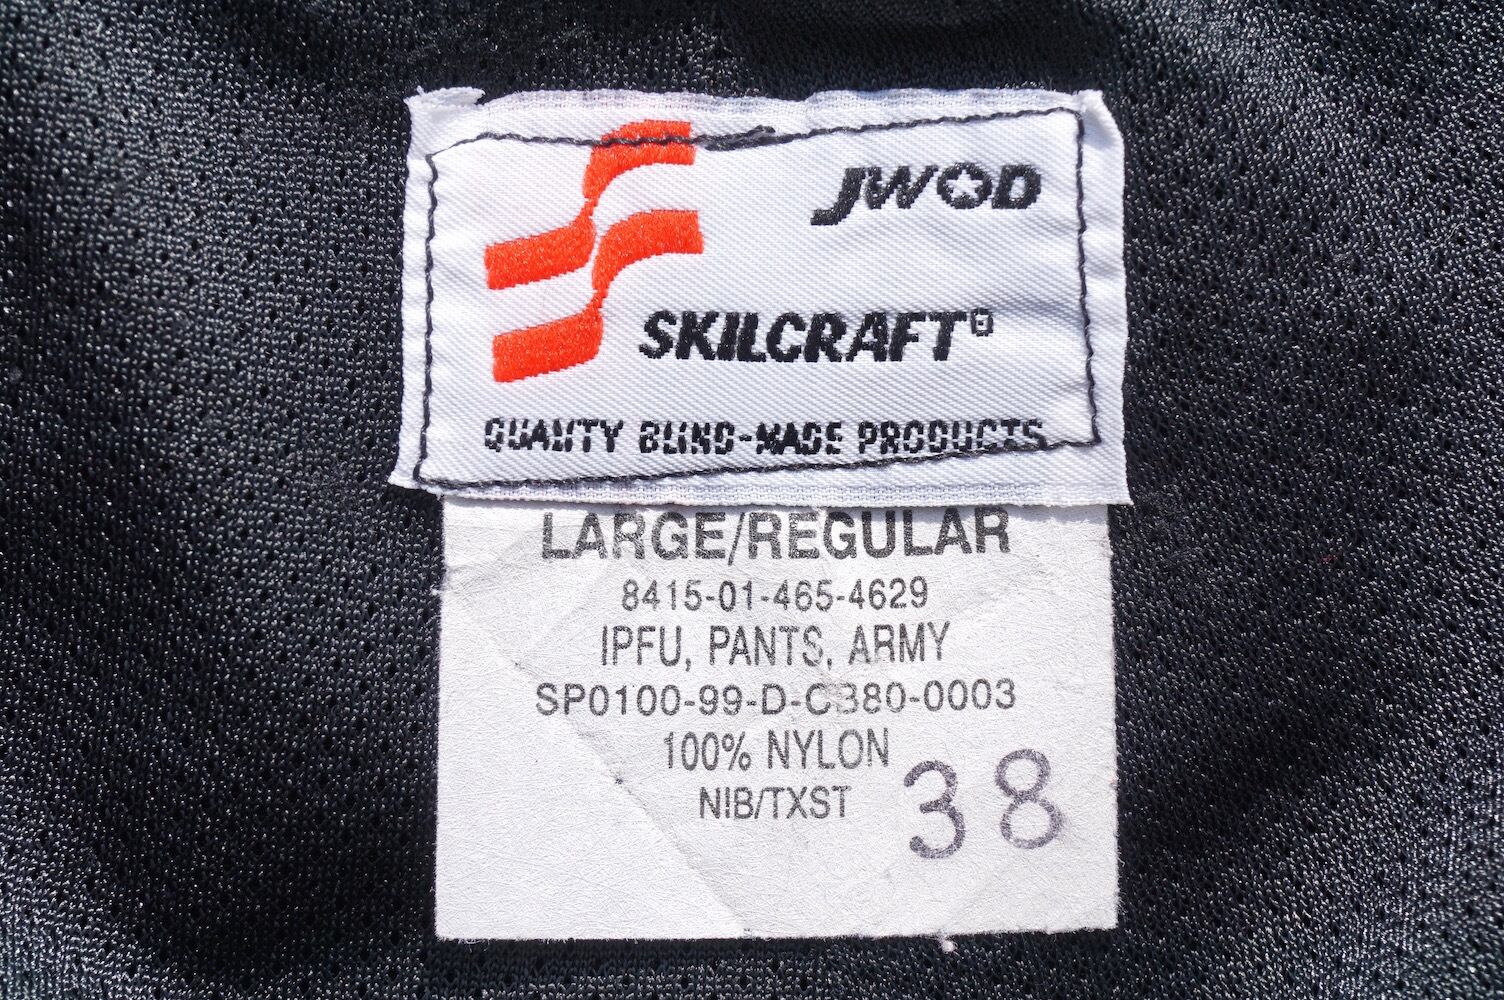 JWOD
SKILCRAFT®
QUALITY BLIND-MADE PRODUCTS
LARGE/REGULAR
8415-01-465-4629
IPFU, PANTS, ARMY
SP0100-99-D-CB80-0003
100% NYLON
NIB/TXST
38